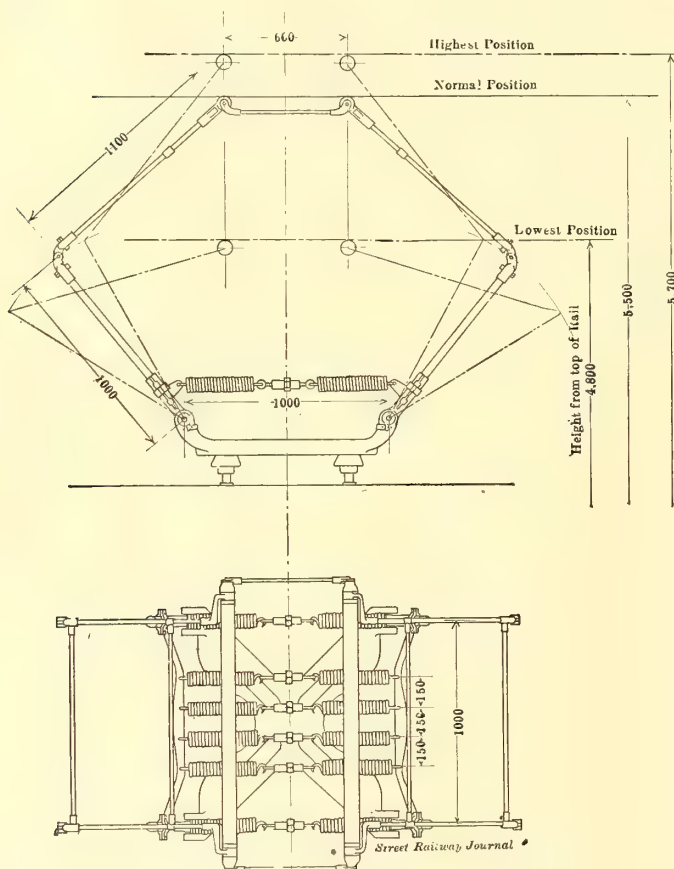 660
Highest Position
Normal Position
1100
Lowest Position
1000
1000
Height from top of Rail
4.800
5,500
5,700
150
150
150
1000
Street Railway Journal